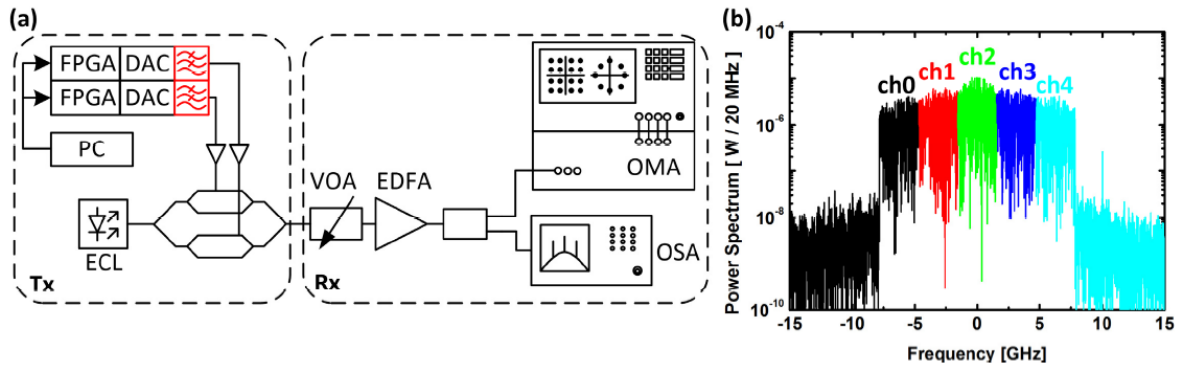 (a)
FPGA DAC
FPGA DAC
PC
ECL
Tx
VOA EDFA
OMA
OSA
Rx
(b)
Power Spectrum [ W / 20 MHz ]
10-4
10-6
10-8
10-10
ch0 ch1 ch2 ch3 ch4
-15 -10 -5 0 5 10 15
Frequency [GHz]